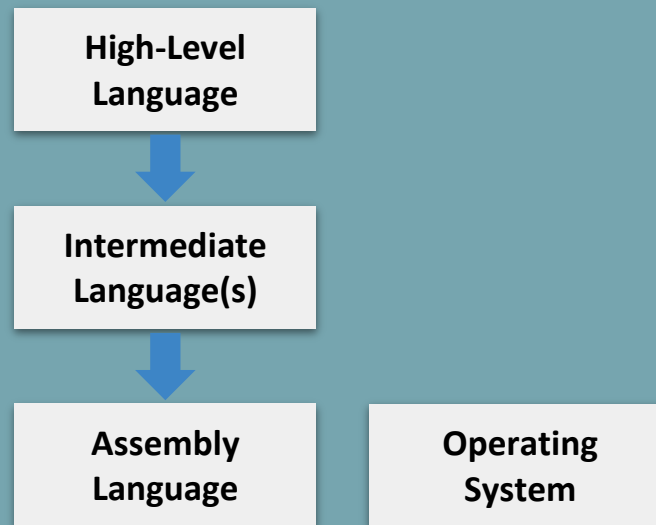 High-Level
Language
Intermediate
Language(s)
Assembly
Language
Operating
System